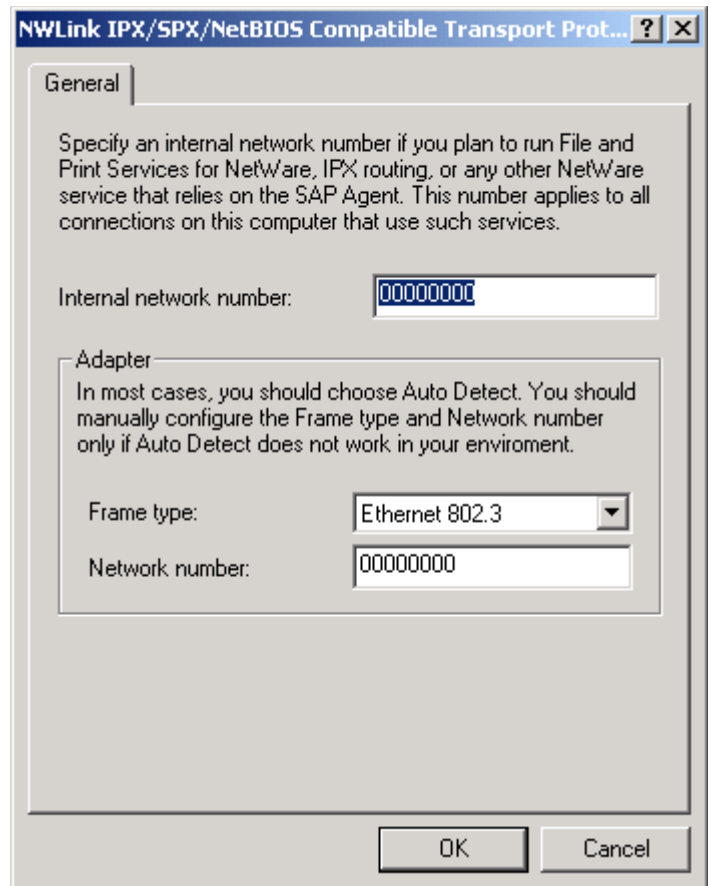 NWLink IPX/SPX/NetBIOS Compatible Transport Prot...
General
Specify an internal network number if you plan to run File and
Print Services for NetWare, IPX routing, or any other NetWare
service that relies on the SAP Agent. This number applies to all
connections on this computer that use such services.
Internal network number: 00000000
Adapter
In most cases, you should choose Auto Detect. You should
manually configure the Frame type and Network number
only if Auto Detect does not work in your enviroment.
Frame type: Ethernet 802.3
Network number: 00000000
OK Cancel